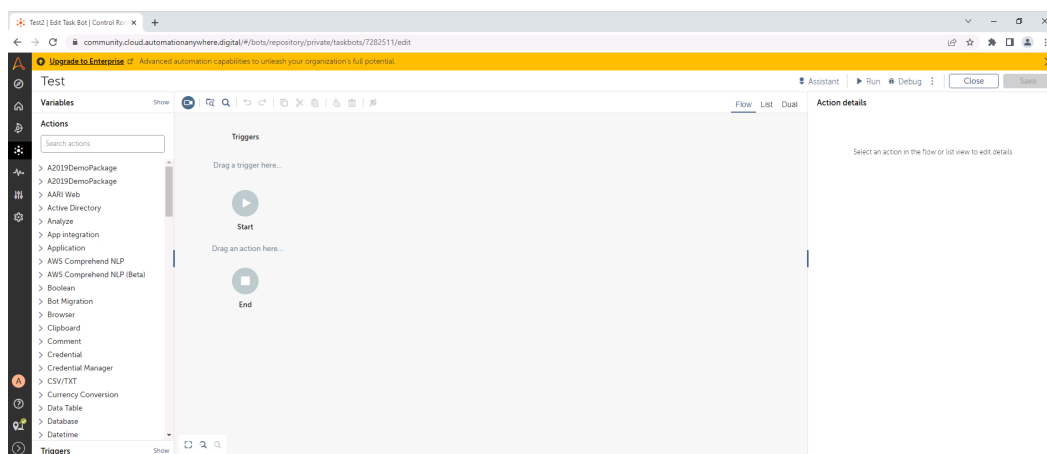 Test2 | Edit Task Bot | Control Ro
community.cloud.automationanywhere.digital/#/bots/repository/private/taskbots/7282511/edit
Upgrade to Enterprise Advanced automation capabilities to unleash your organization's full potential.
Test
Assistant Run Debug Close Save
Variables Show
Flow List Dual
Action details
Actions
Search actions
Select an action in the flow or list view to edit details
A2019DemoPackage
A2019DemoPackage
AARI Web
Active Directory
Analyze
App integration
Application
AWS Comprehend NLP
AWS Comprehend NLP (Beta)
Boolean
Bot Migration
Browser
Clipboard
Comment
Credential
Credential Manager
CSV/TXT
Currency Conversion
Data Table
Database
Datetime
Triggers Show
Triggers
Drag a trigger here...
Start
Drag an action here...
End
A